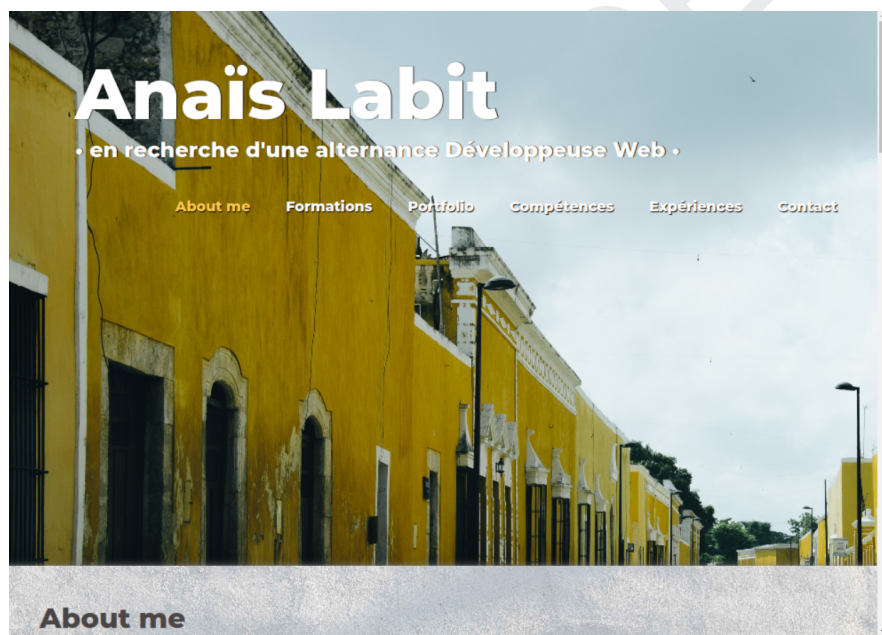 Anaïs Labit
• en recherche d'une alternance Développeuse Web •
About me Formations Portfolio Compétences Expériences Contact
About me